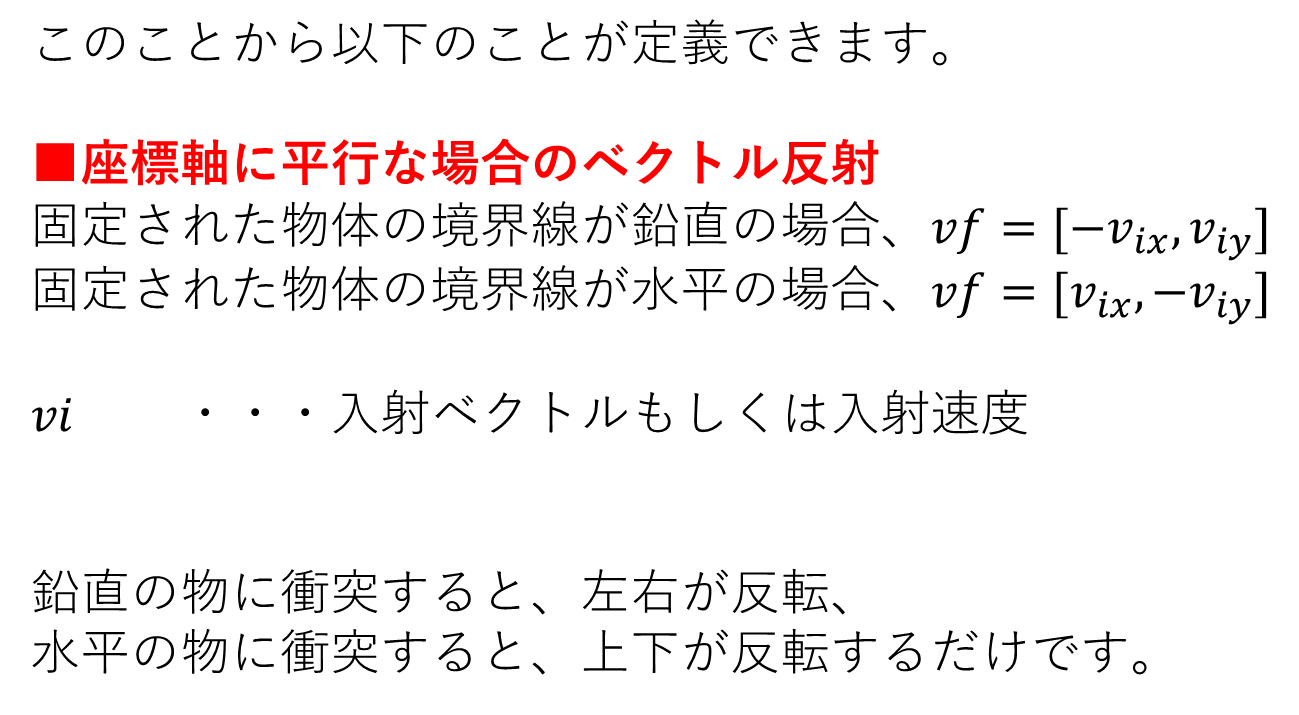 このことから以下のことが定義できます。
■座標軸に平行な場合のベクトル反射
固定された物体の境界線が鉛直の場合、vf = [−v_ix, v_iy]
固定された物体の境界線が水平の場合、vf = [v_ix, −v_iy]
vi ・・・入射ベクトルもしくは入射速度
鉛直の物に衝突すると、左右が反転、
水平の物に衝突すると、上下が反転するだけです。